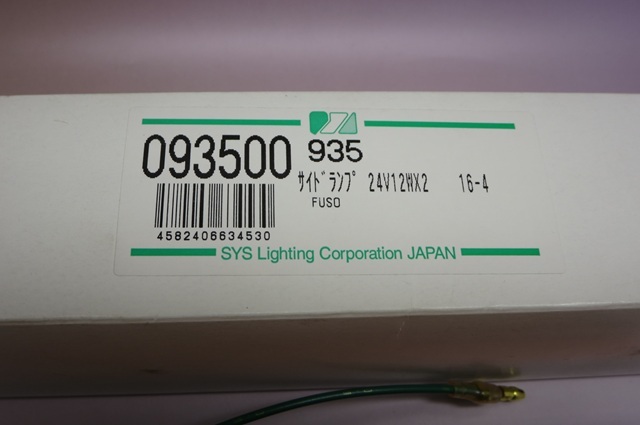 093500 935
ｻｲﾄﾞﾗﾝﾌﾟ 24V12WX2 16-4
FUSO
4582406634530
SYS Lighting Corporation JAPAN